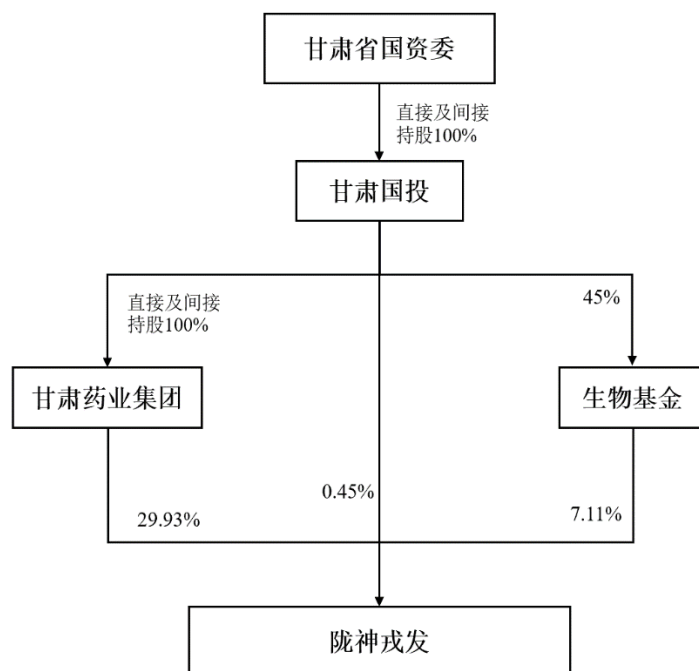 甘肃省国资委
直接及间接
持股100%
甘肃国投
直接及间接
持股100%
45%
甘肃药业集团
生物基金
0.45%
29.93%
7.11%
陇神戎发